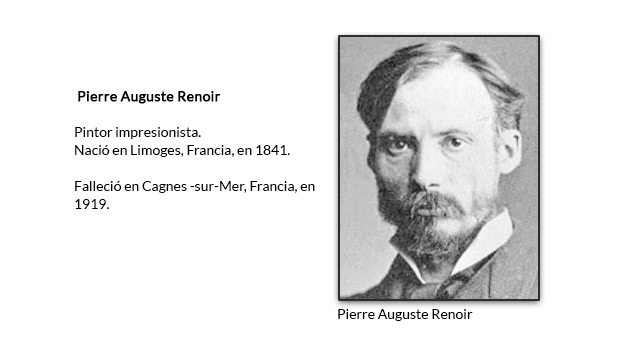 Pierre Auguste Renoir
Pintor impresionista.
Nació en Limoges, Francia, en 1841.
Falleció en Cagnes -sur-Mer, Francia, en
1919.
Pierre Auguste Renoir